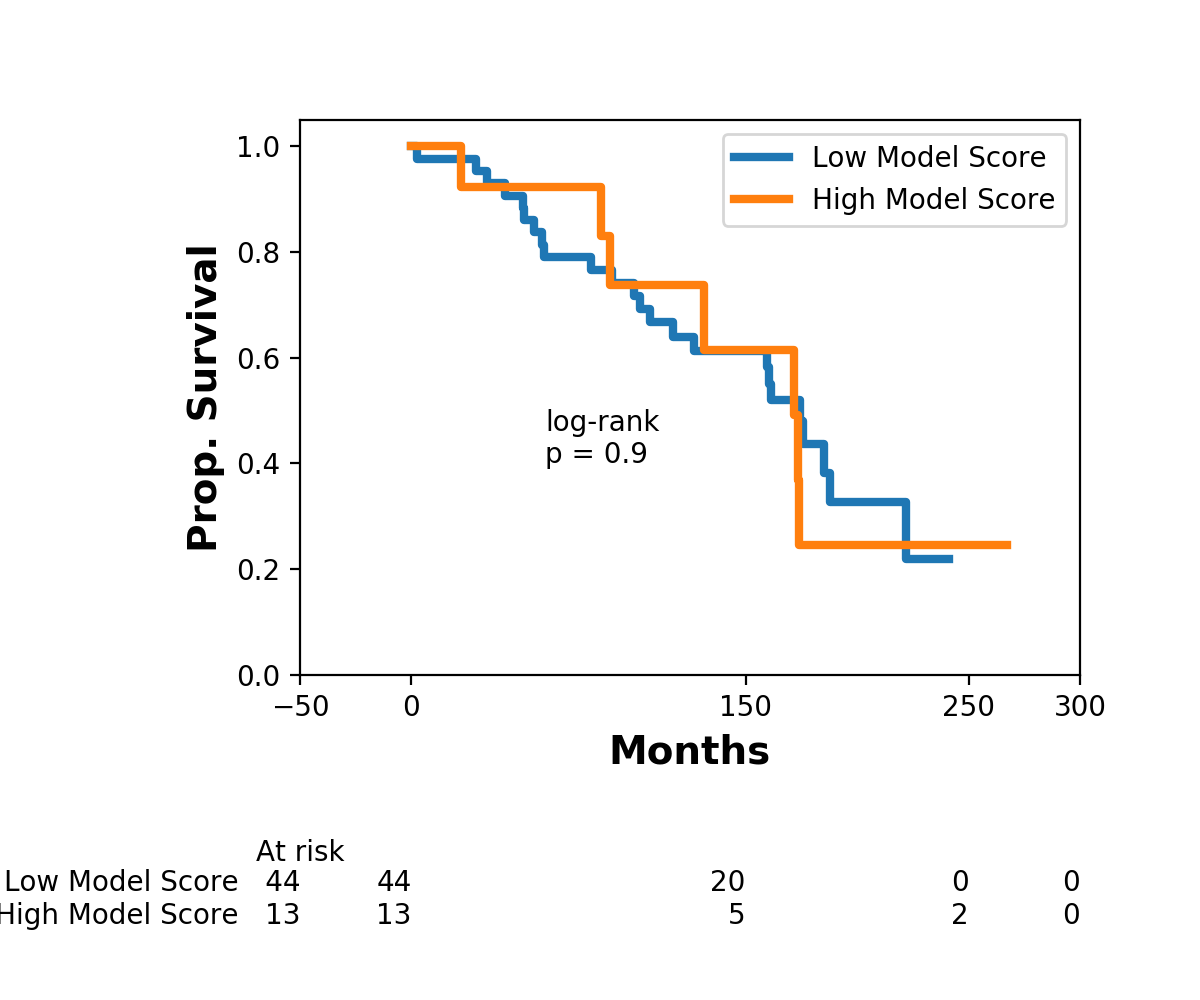 Low Model Score
High Model Score
1.0
0.8
0.6
0.4
0.2
0.0
Prop. Survival
log-rank
p = 0.9
−50 0 150 250 300
Months
At risk
Low Model Score 44 44 20 0 0
High Model Score 13 13 5 2 0